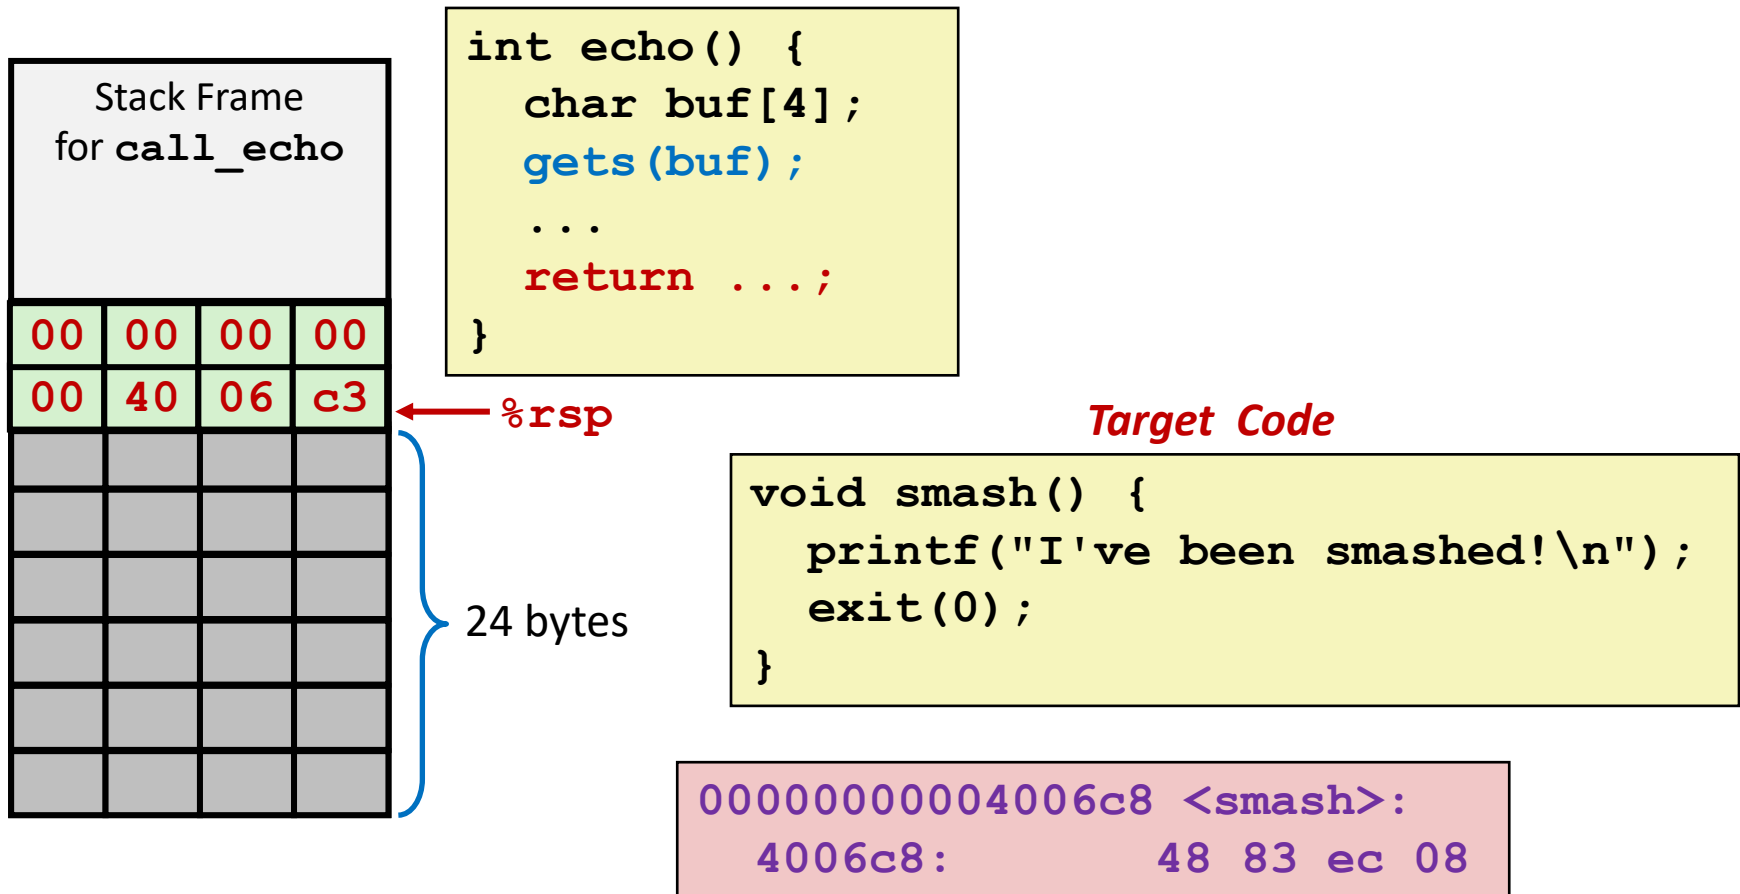 Stack Frame
for call_echo
00 00 00 00
00 40 06 c3
%rsp
24 bytes
int echo() {
  char buf[4];
  gets(buf);
  ...
  return ...;
}
Target Code
void smash() {
  printf("I've been smashed!\n");
  exit(0);
}
00000000004006c8 <smash>:
  4006c8:       48 83 ec 08